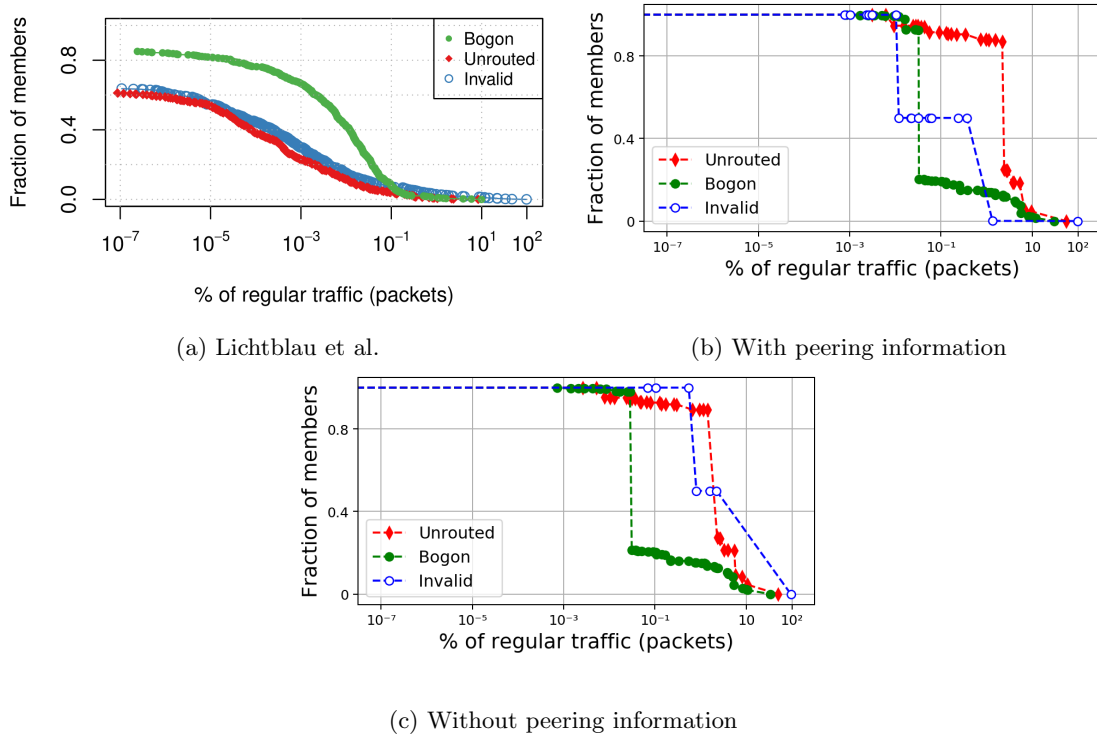 Fraction of members
0.8
0.4
0.0
Bogon
Unrouted
Invalid
10⁻⁷
10⁻⁵
10⁻³
10⁻¹
10¹
10²
% of regular traffic (packets)
(a) Lichtblau et al.
Fraction of members
0.8
0.4
0
Unrouted
Bogon
Invalid
10⁻⁷
10⁻⁵
10⁻³
10⁻¹
10
10²
% of regular traffic (packets)
(b) With peering information
Fraction of members
0.8
0.4
0
Unrouted
Bogon
Invalid
10⁻⁷
10⁻⁵
10⁻³
10⁻¹
10
10²
% of regular traffic (packets)
(c) Without peering information